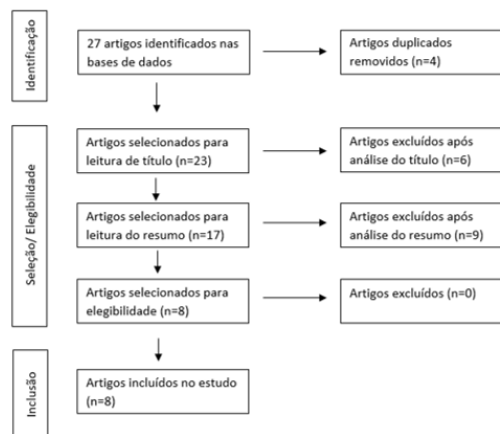 Identificação
27 artigos identificados nas
bases de dados
Artigos duplicados
removidos (n=4)
Seleção/ Elegibilidade
Artigos selecionados para
leitura de título (n=23)
Artigos excluídos após
análise do título (n=6)
Artigos selecionados para
leitura do resumo (n=17)
Artigos excluídos após
análise do resumo (n=9)
Artigos selecionados para
elegibilidade (n=8)
Artigos excluídos (n=0)
Inclusão
Artigos incluídos no estudo
(n=8)